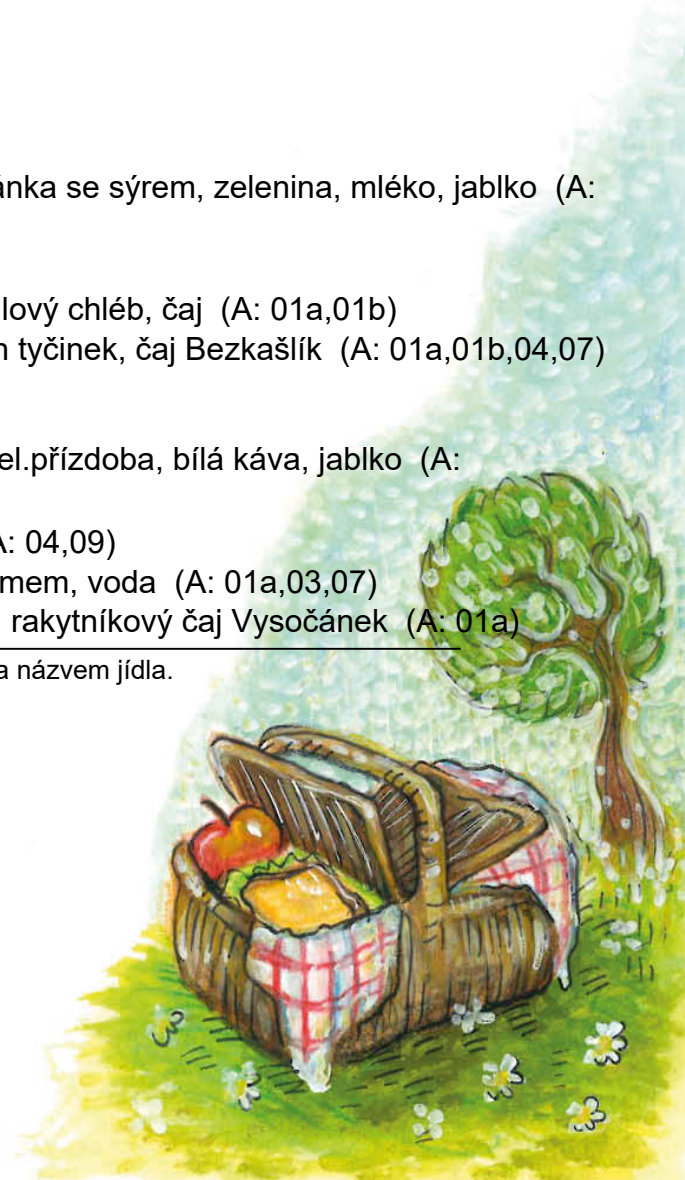 ánka se sýrem, zelenina, mléko, jablko (A:
lový chléb, čaj (A: 01a,01b)
n tyčinek, čaj Bezkašlík (A: 01a,01b,04,07)
el.přízdoba, bílá káva, jablko (A:
A: 04,09)
mem, voda (A: 01a,03,07)
rakytníkový čaj Vysočánek (A: 01a)
a názvem jídla.